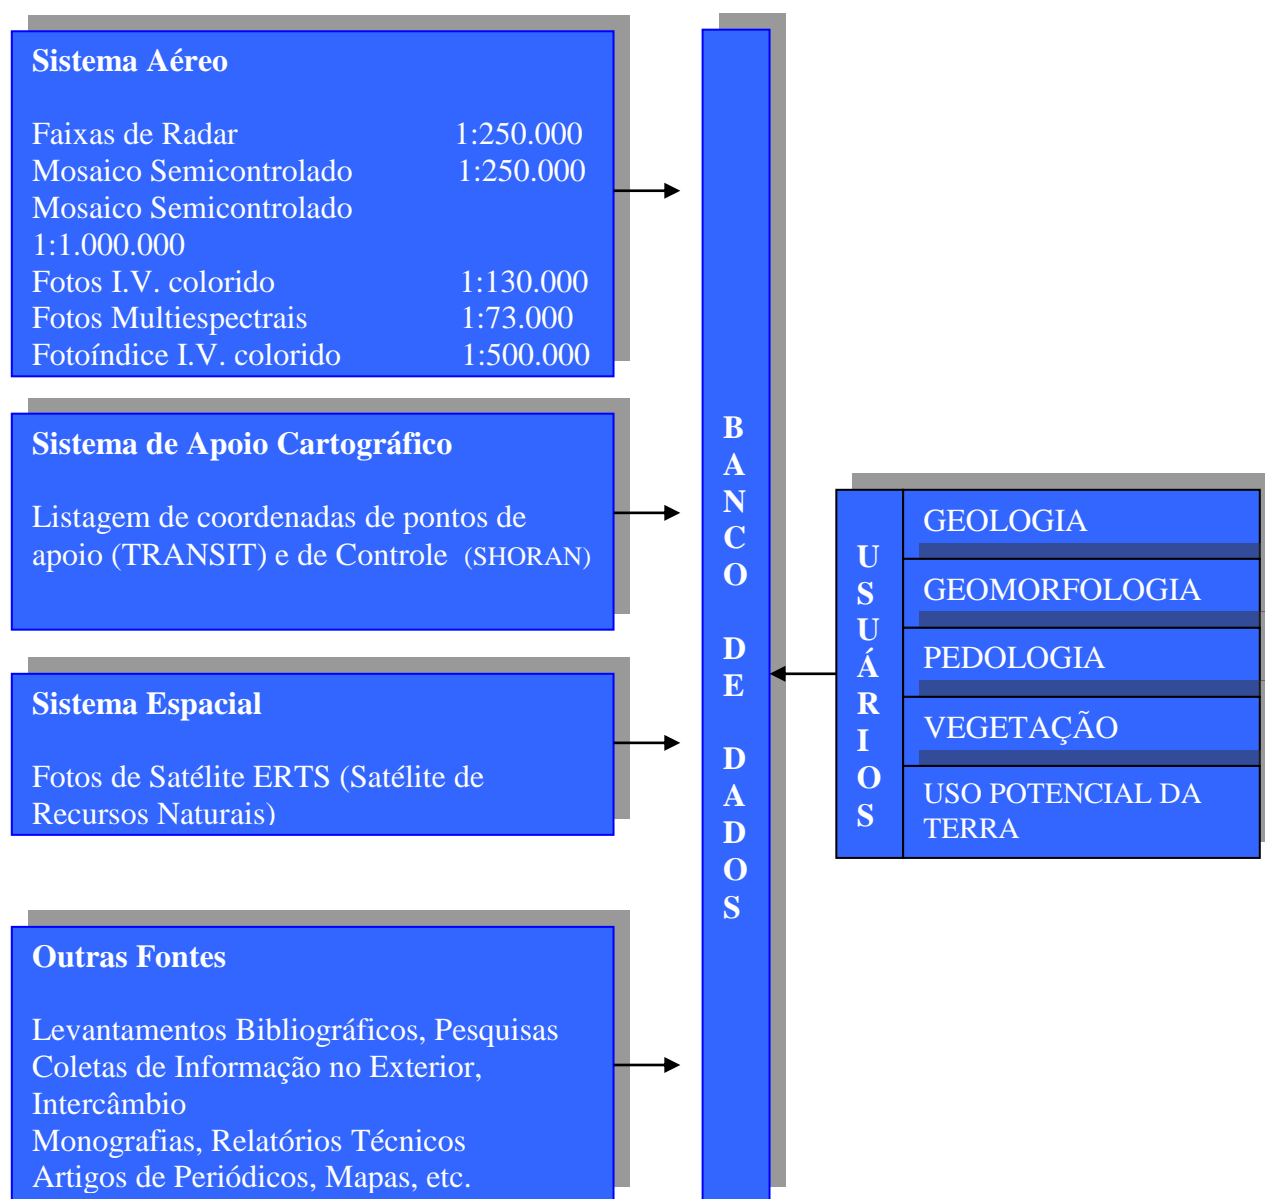 Sistema Aéreo
Faixas de Radar 1:250.000
Mosaico Semicontrolado 1:250.000
Mosaico Semicontrolado
1:1.000.000
Fotos I.V. colorido 1:130.000
Fotos Multiespectrais 1:73.000
Fotoíndice I.V. colorido 1:500.000
Sistema de Apoio Cartográfico
Listagem de coordenadas de pontos de
apoio (TRANSIT) e de Controle (SHORAN)
Sistema Espacial
Fotos de Satélite ERTS (Satélite de
Recursos Naturais)
Outras Fontes
Levantamentos Bibliográficos, Pesquisas
Coletas de Informação no Exterior,
Intercâmbio
Monografias, Relatórios Técnicos
Artigos de Periódicos, Mapas, etc.
BANCO DE DADOS
USUÁRIOS
GEOLOGIA
GEOMORFOLOGIA
PEDOLOGIA
VEGETAÇÃO
USO POTENCIAL DA
TERRA